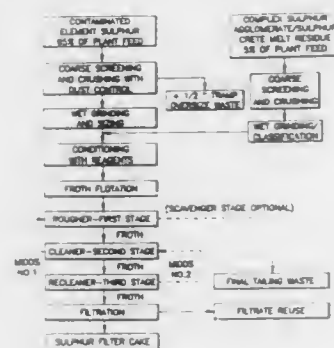 CONTAMINATED
ELEMENT SULPHUR
95% OF PLANT FEED
COMPLEX SULPHUR
AGGLOMERATE/SULPHUR
CRETE MELT RESIDUE
5% OF PLANT FEED
COARSE SCREENING
AND CRUSHING WITH
DUST CONTROL
+ 1/2" TRAMP
OVERSIZE WASTE
COARSE
SCREENING
AND CRUSHING
WET GRINDING
AND SIZING
WET GRINDING/
CLASSIFICATION
CONDITIONING
WITH REAGENTS
FROTH FLOTATION
ROUGHER-FIRST STAGE
(SCAVENGER STAGE OPTIONAL)
FROTH
MIDDS
NO.1
CLEANER-SECOND STAGE
FROTH
MIDDS
NO.2
RECLEANER-THIRD STAGE
FINAL TAILING WASTE
FROTH
FILTRATION
FILTRATE REUSE
SULPHUR FILTER CAKE